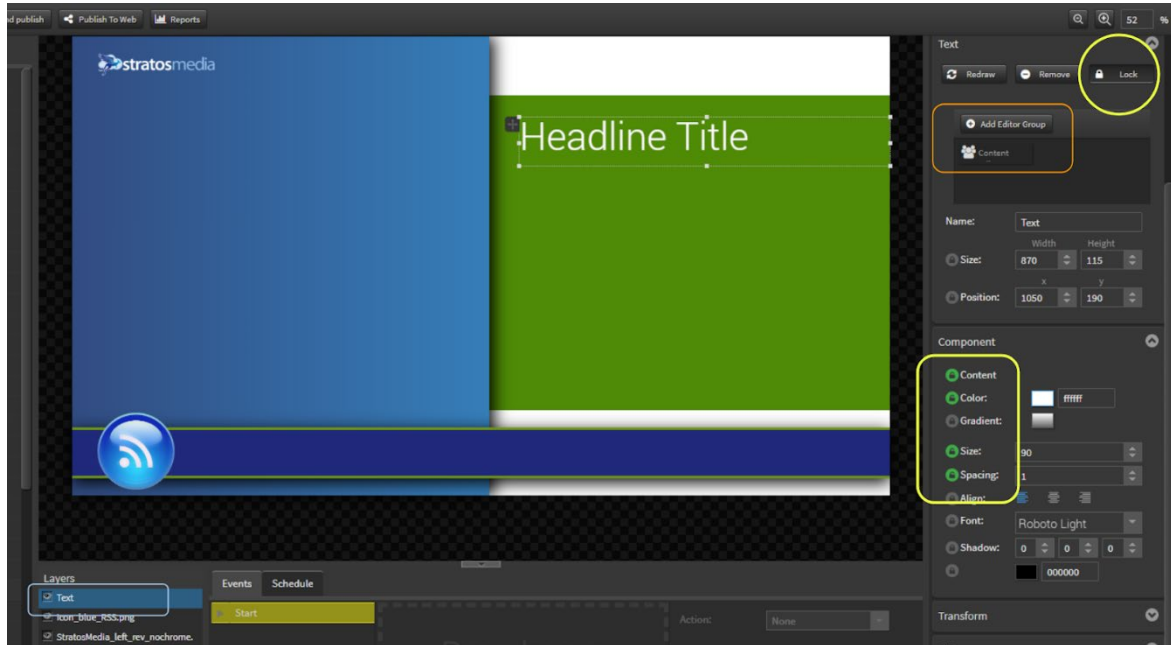 nd publish Publish To Web Reports 52 %
Text
Redraw Remove Lock
Add Editor Group
Content
Name: Text
Width Height
Size: 870 115
x y
Position: 1050 190
Component
Content
Color: ffffff
Gradient:
Size: 90
Spacing: 1
Align:
Font: Roboto Light
Shadow: 0 0 0
000000
Transform
stratosmedia
Headline Title
Layers
Text
Icon_blue_RSS.png
StratosMedia_left_rev_nochrome.
Events Schedule
Start
Action: None